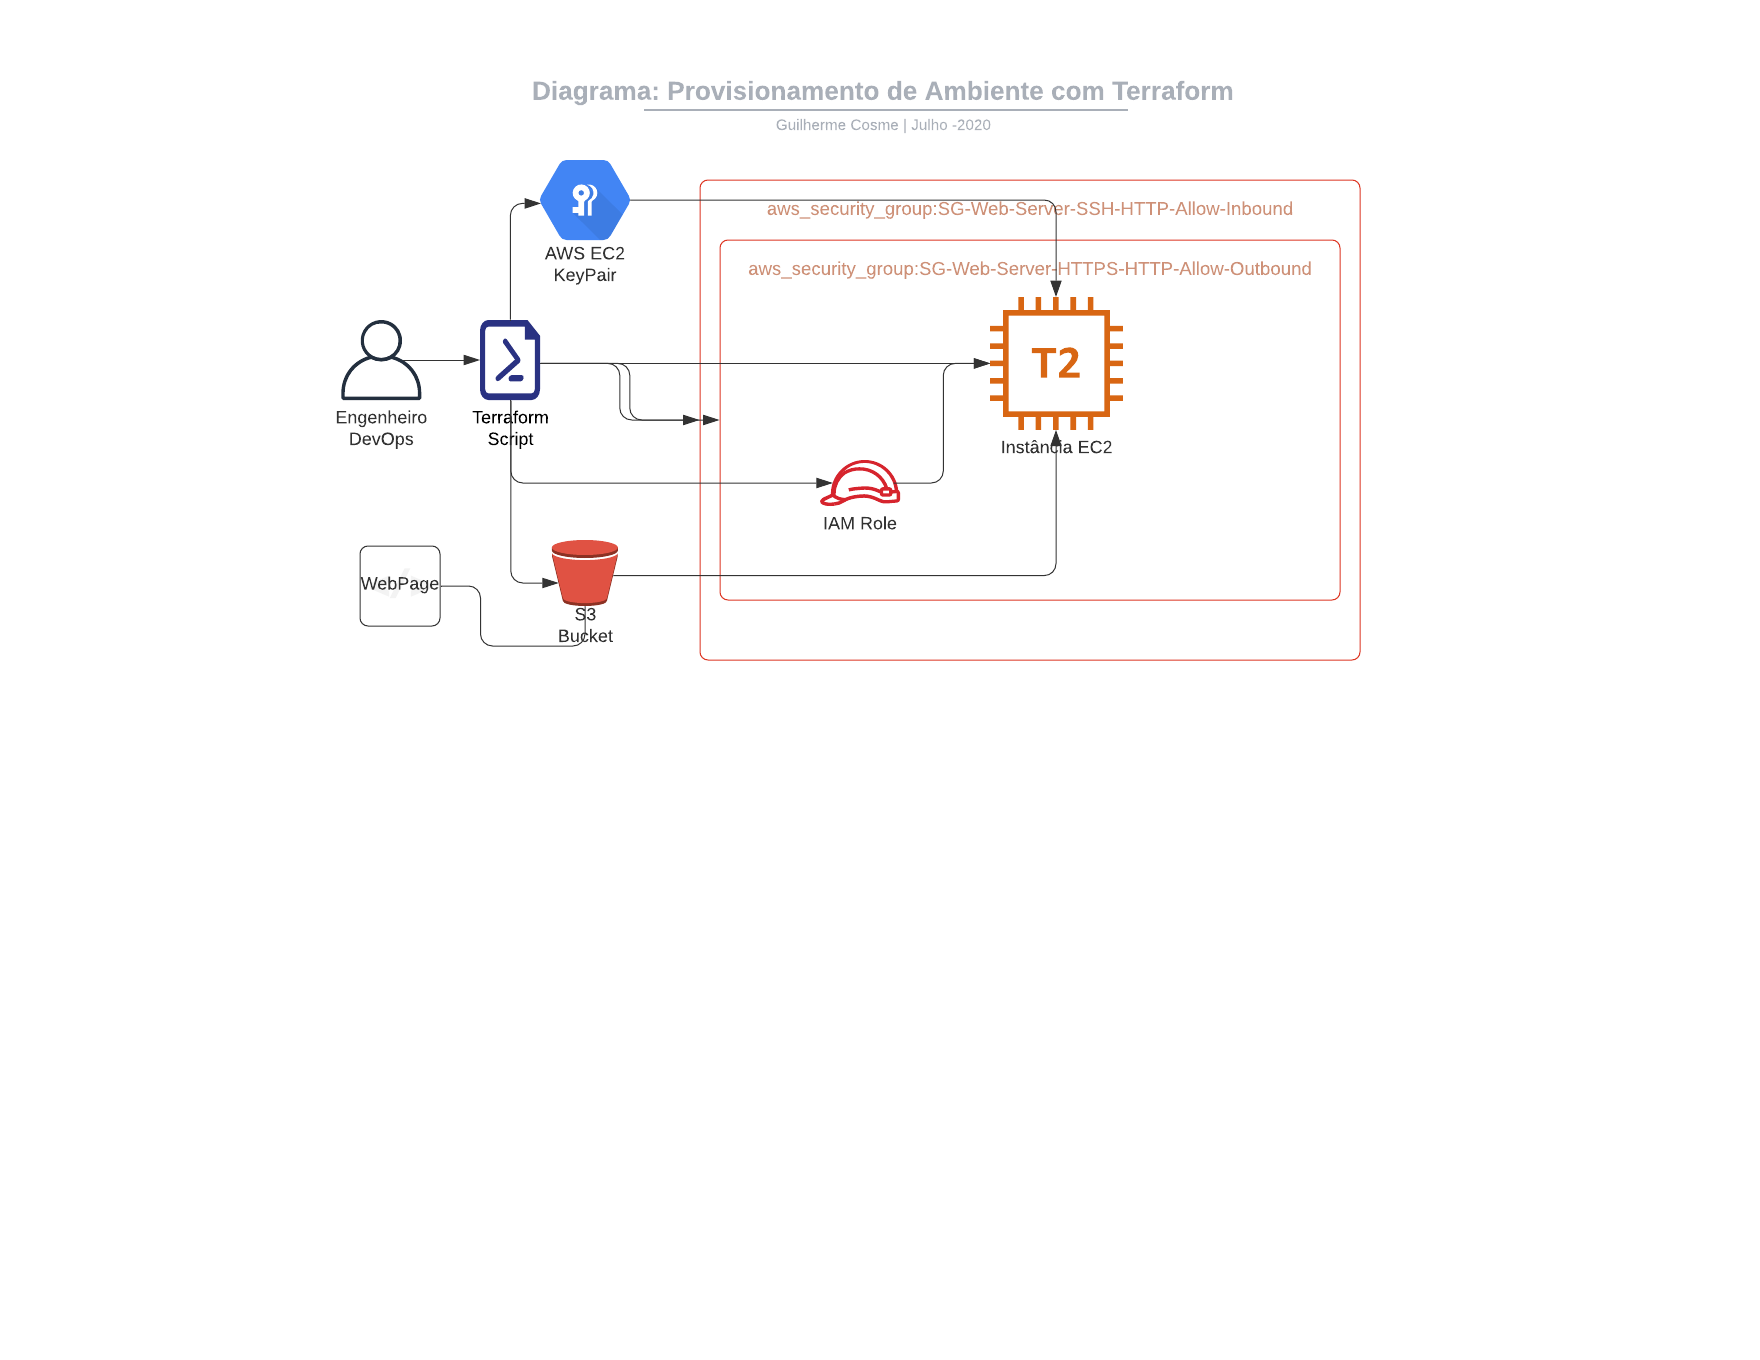 Diagrama: Provisionamento de Ambiente com Terraform
Guilherme Cosme | Julho -2020
aws_security_group:SG-Web-Server-SSH-HTTP-Allow-Inbound
AWS EC2
KeyPair
aws_security_group:SG-Web-Server-HTTPS-HTTP-Allow-Outbound
T2
Engenheiro
DevOps
Terraform
Script
Instância EC2
IAM Role
WebPage
S3
Bucket